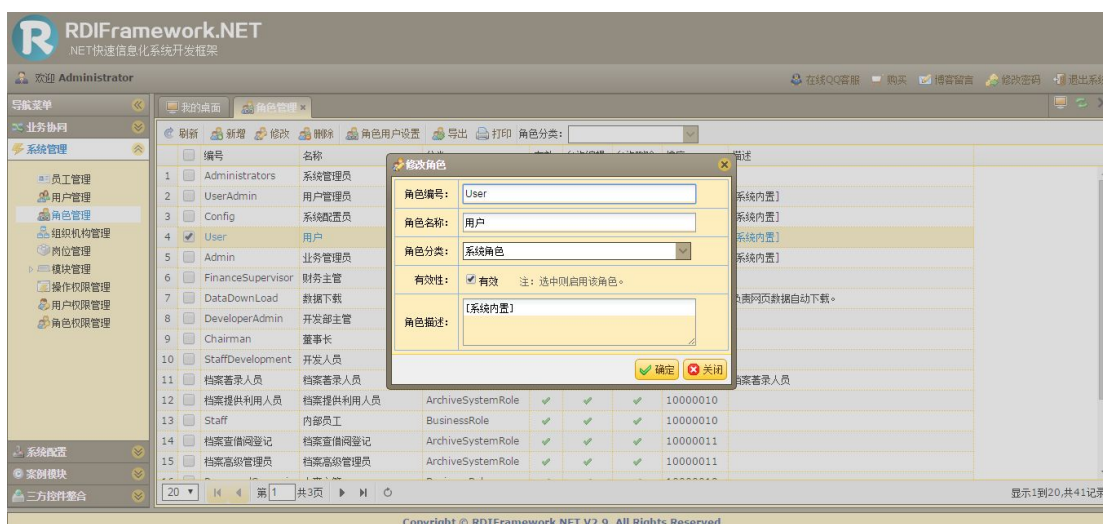 RDIFramework.NET
.NET快速信息化系统开发框架
欢迎 Administrator
在线QQ客服 购买 博客留言 修改密码 退出系
导航菜单
我的桌面 角色管理
业务协同
系统管理
员工管理
用户管理
角色管理
组织机构管理
岗位管理
模块管理
操作权限管理
用户权限管理
角色权限管理
系统配置
案例模块
三方控件整合
刷新 新增 修改 删除 角色用户设置 导出 打印 角色分类:
编号 名称 描述
1 Administrators 系统管理员
2 UserAdmin 用户管理员 系统内置]
3 Config 系统配置员 系统内置]
4 User 用户 系统内置]
5 Admin 业务管理员 系统内置]
6 FinanceSupervisor 财务主管
7 DataDownLoad 数据下载 责网页数据自动下载。
8 DeveloperAdmin 开发部主管
9 Chairman 董事长
10 StaffDevelopment 开发人员
11 档案著录人员 档案著录人员 档案著录人员
12 档案提供利用人员 档案提供利用人员 ArchiveSystemRole 10000010
13 Staff 内部员工 BusinessRole 10000010
14 档案查借阅登记 档案查借阅登记 ArchiveSystemRole 10000011
15 档案高级管理员 档案高级管理员 ArchiveSystemRole 10000011
修改角色
角色编号: User
角色名称: 用户
角色分类: 系统角色
有效性: 有效 注:选中则启用该角色。
角色描述: [系统内置]
确定 关闭
20 第 1 共3页
显示1到20,共41记录
Copyright © RDIFramework.NET V2.9 All Rights Reserved